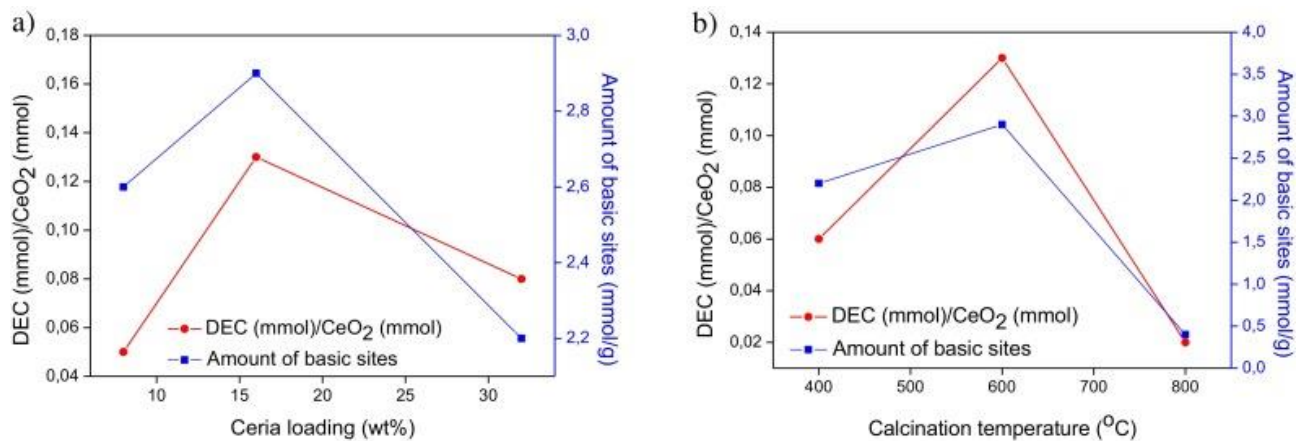 a)
0,18
0,16
0,14
0,12
0,10
0,08
0,06
0,04
DEC (mmol)/CeO₂ (mmol)
3,0
2,8
2,6
2,4
2,2
Amount of basic sites (mmol/g)
DEC (mmol)/CeO₂ (mmol)
Amount of basic sites
10 15 20 25 30
Ceria loading (wt%)
b)
0,14
0,12
0,10
0,08
0,06
0,04
0,02
DEC (mmol)/CeO₂ (mmol)
4,0
3,5
3,0
2,5
2,0
1,5
1,0
0,5
0,0
Amount of basic sites (mmol/g)
DEC (mmol)/CeO₂ (mmol)
Amount of basic sites
400 500 600 700 800
Calcination temperature (⁰C)